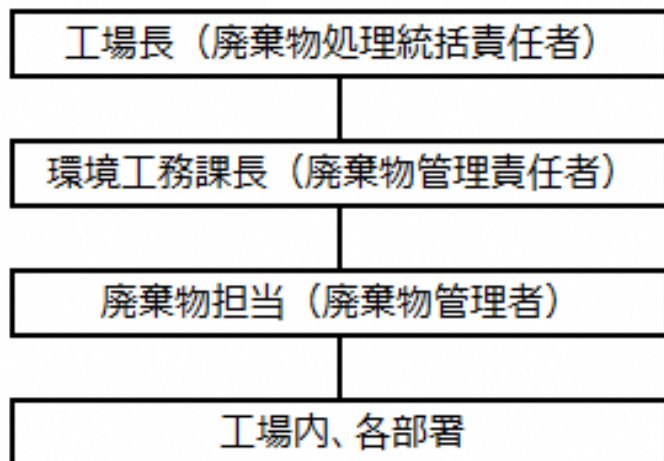 工場長（廃棄物処理統括責任者）
環境工務課長（廃棄物管理責任者）
廃棄物担当（廃棄物管理者）
工場内、各部署